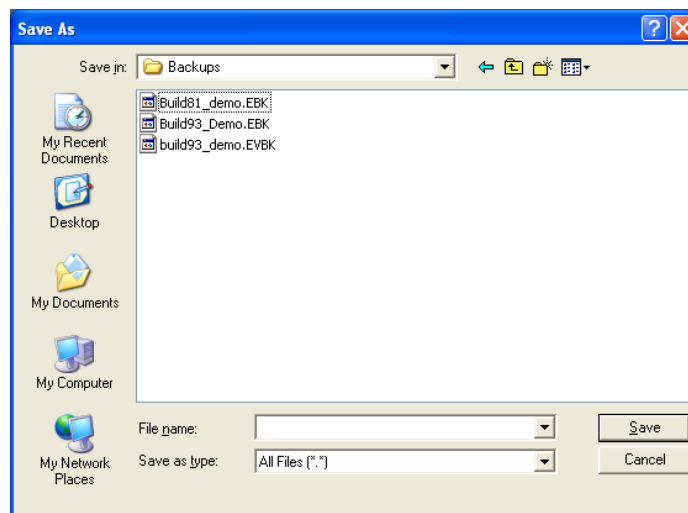 Save As
Save in: Backups
Build81_demo.EBK
Build93_Demo.EBK
build93_demo.EVBK
My Recent
Documents
Desktop
My Documents
My Computer
My Network
Places
File name:
Save
Save as type: All Files (*.*)
Cancel